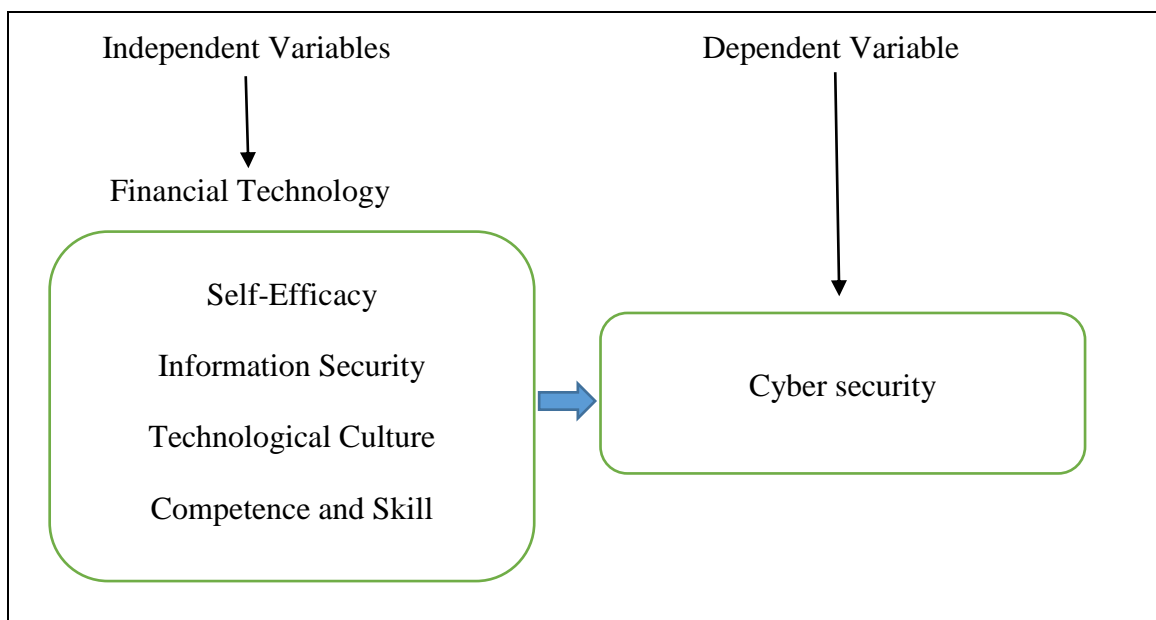 Independent Variables
Dependent Variable
Financial Technology
Self-Efficacy
Information Security
Technological Culture
Competence and Skill
Cyber security